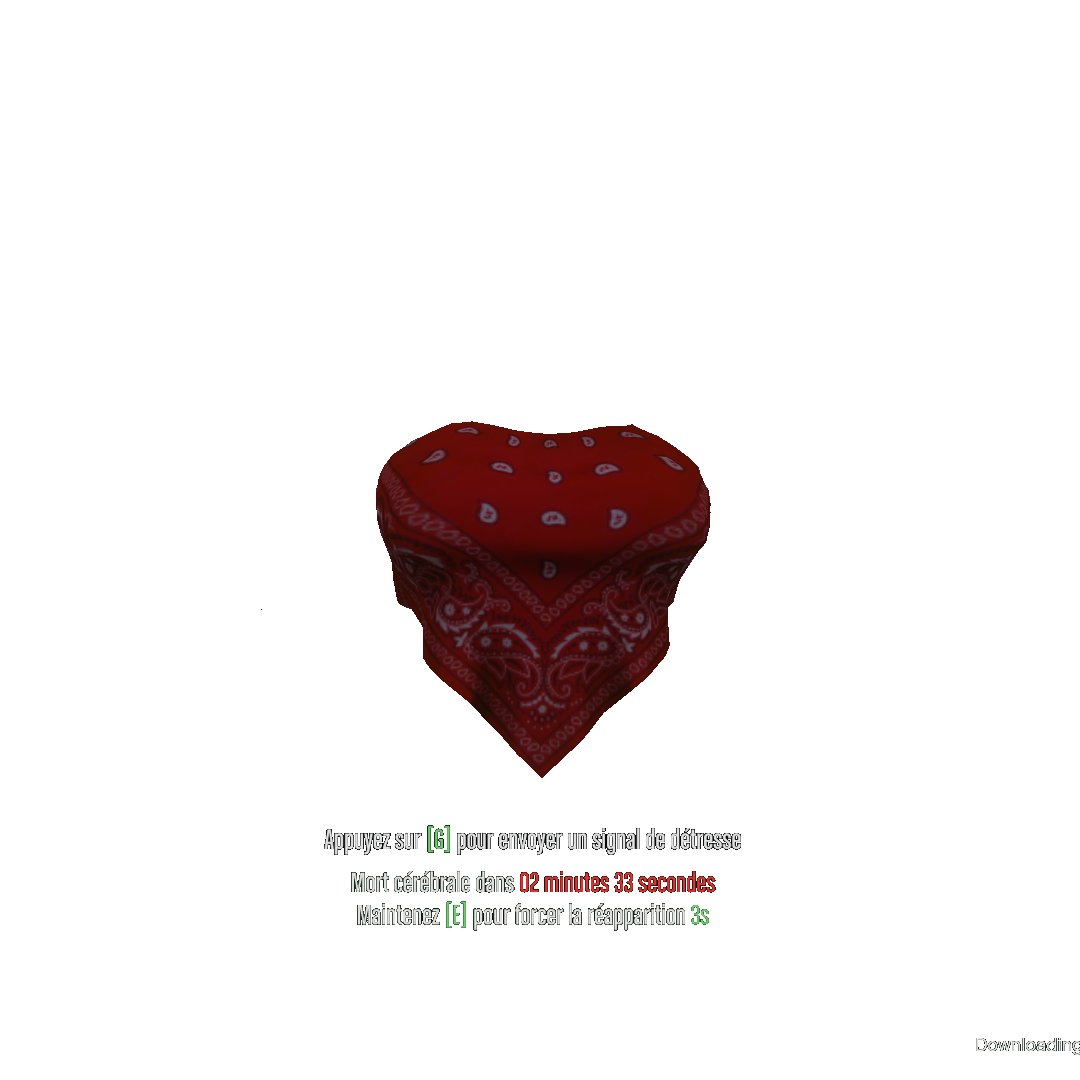 Appuyez sur [G] pour envoyer un signal de détresse
Mort cérébrale dans 02 minutes 33 secondes
Maintenez [E] pour forcer la réapparition 3s
Downloading